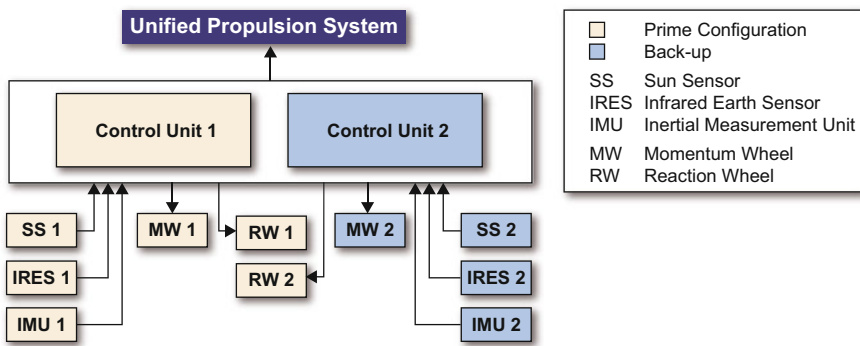 Unified Propulsion System
Control Unit 1
Control Unit 2
SS 1
MW 1
RW 1
MW 2
SS 2
IRES 1
RW 2
IRES 2
IMU 1
IMU 2
Prime Configuration
Back-up
SS Sun Sensor
IRES Infrared Earth Sensor
IMU Inertial Measurement Unit
MW Momentum Wheel
RW Reaction Wheel